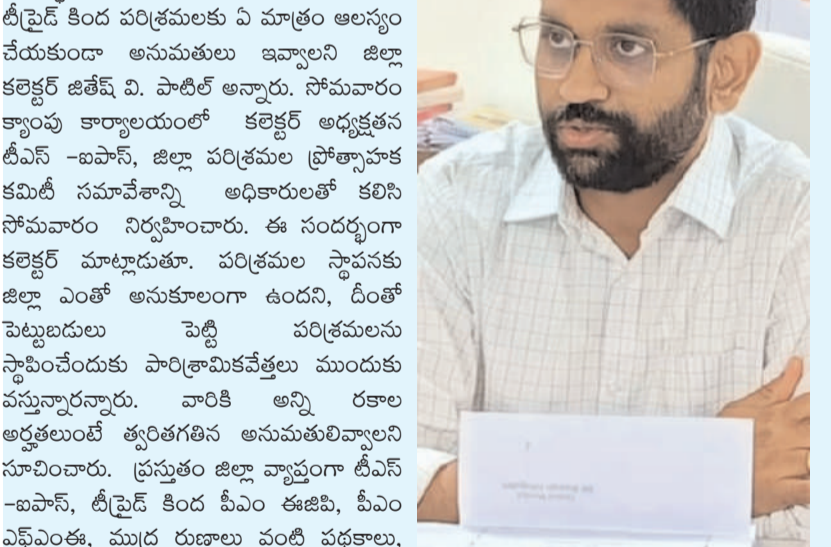 టీప్రైడ్ కింద పరిశ్రమలకు ఏ మాత్రం ఆలస్యం
చేయకుండా అనుమతులు ఇవ్వాలని జిల్లా
కలెక్టర్ జితేష్ వి. పాటిల్ అన్నారు. సోమవారం
క్యాంపు కార్యాలయంలో కలెక్టర్ అధ్యక్షతన
టీఎస్ -ఐపాస్, జిల్లా పరిశ్రమల ప్రోత్సాహక
కమిటీ సమావేశాన్ని అధికారులతో కలిసి
సోమవారం నిర్వహించారు. ఈ సందర్భంగా
కలెక్టర్ మాట్లాడుతూ. పరిశ్రమల స్థాపనకు
జిల్లా ఎంతో అనుకూలంగా ఉందని, దీంతో
పెట్టుబడులు పెట్టి పరిశ్రమలను
స్థాపించేందుకు పారిశ్రామికవేత్తలు ముందుకు
వస్తున్నారన్నారు. వారికి అన్ని రకాల
అర్హతలుంటే త్వరితగతిన అనుమతులివ్వాలని
సూచించారు. ప్రస్తుతం జిల్లా వ్యాప్తంగా టీఎస్
-ఐపాస్, టీప్రైడ్ కింద పీఎం ఈజిపి, పీఎం
ఎఫ్ఎంఈ, ముద్ర రుణాలు వంటి పథకాలు,